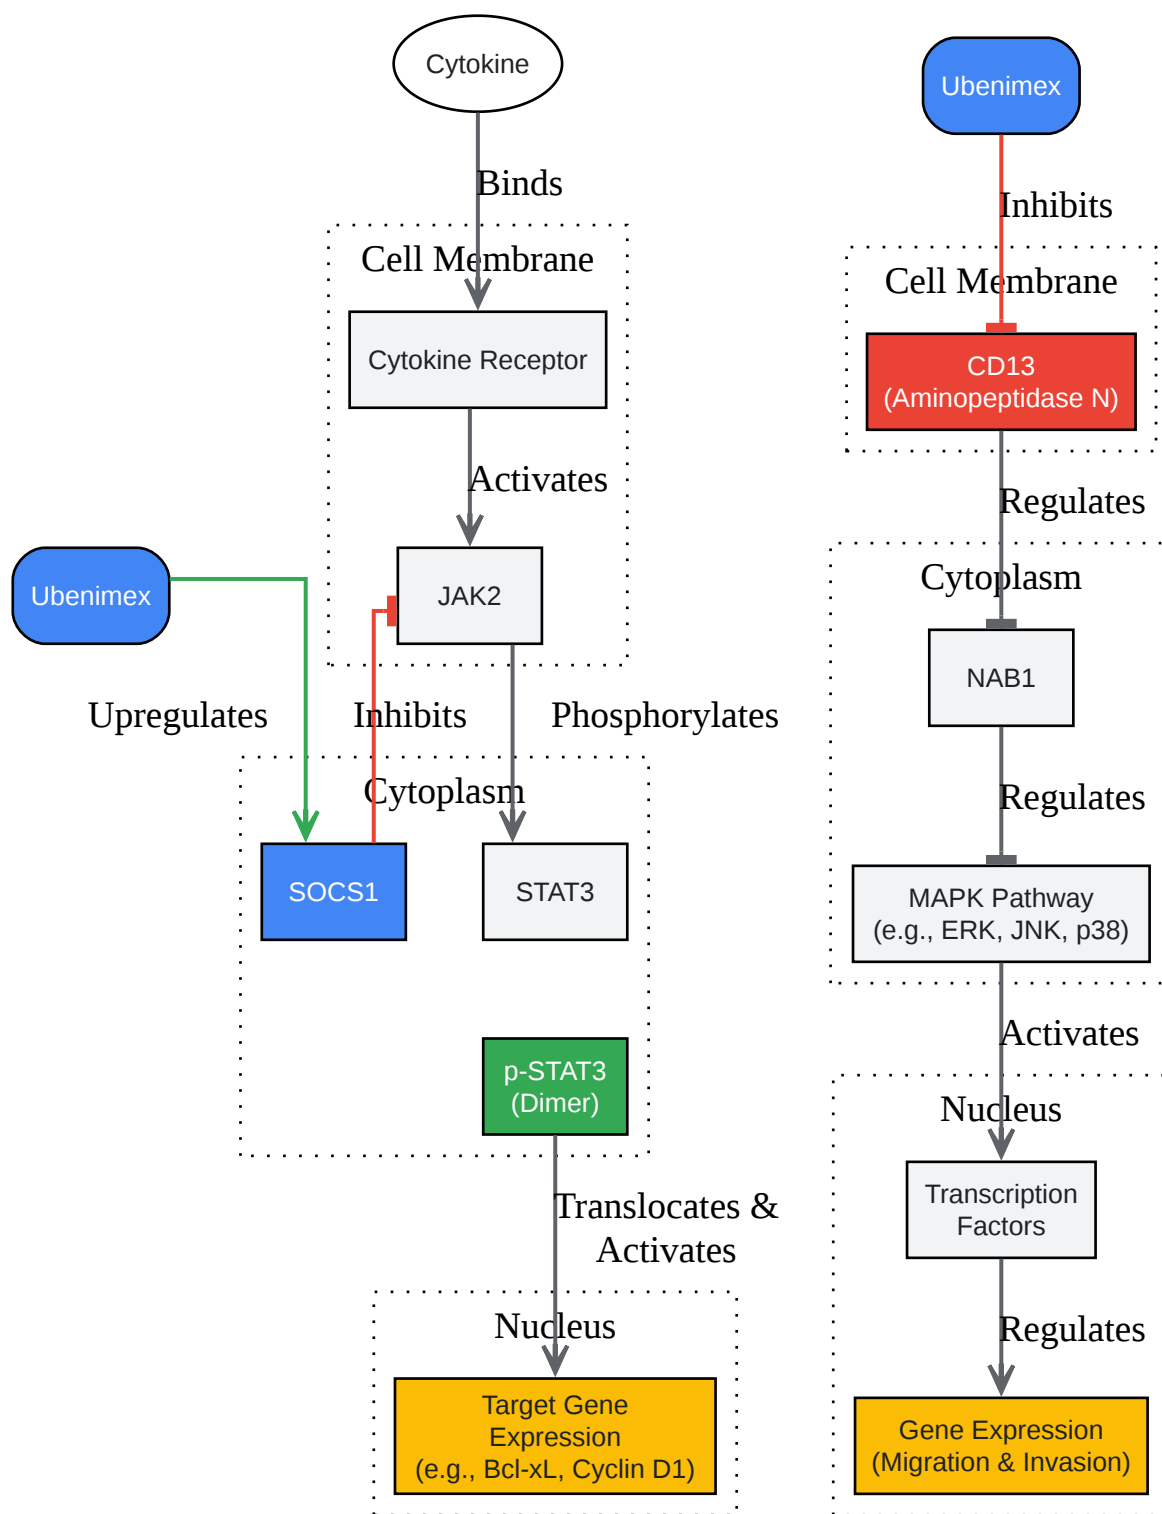 Cytokine
Binds
Cell Membrane
Cytokine Receptor
Activates
Ubenimex
JAK2
Upregulates
Inhibits
Phosphorylates
Cytoplasm
SOCS1
STAT3
p-STAT3
(Dimer)
Translocates &
Activates
Nucleus
Target Gene
Expression
(e.g., Bcl-xL, Cyclin D1)
Ubenimex
Inhibits
Cell Membrane
CD13
(Aminopeptidase N)
Regulates
Cytoplasm
NAB1
Regulates
MAPK Pathway
(e.g., ERK, JNK, p38)
Activates
Nucleus
Transcription
Factors
Regulates
Gene Expression
(Migration & Invasion)